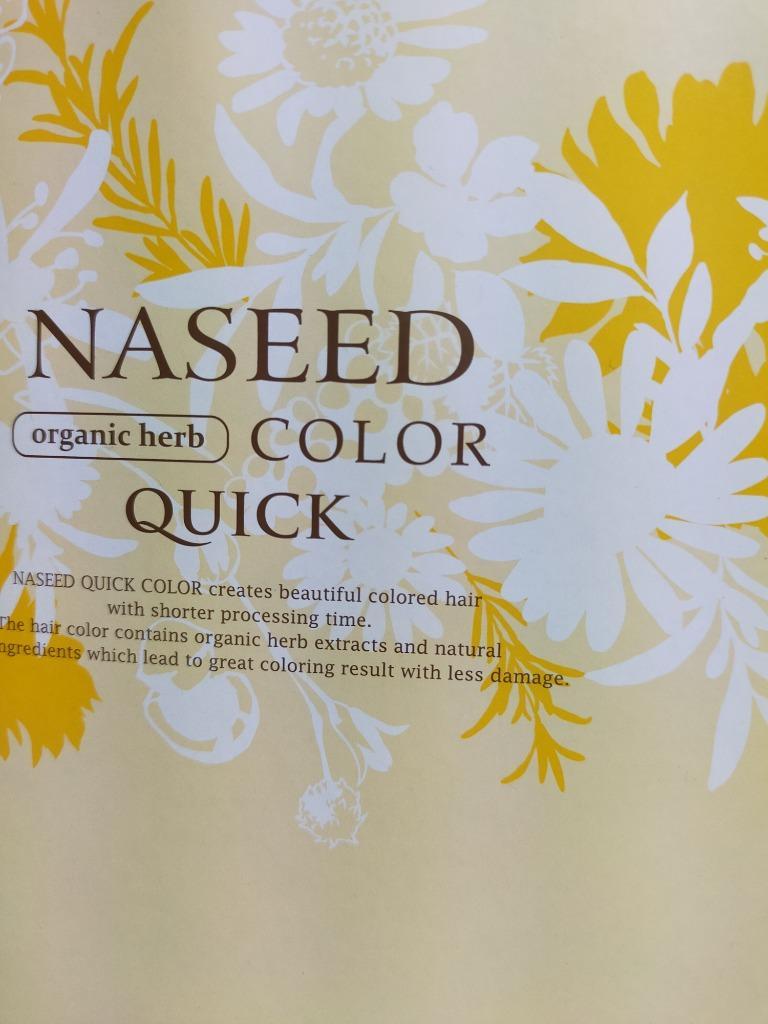 NASEED
organic herb COLOR
QUICK
NASEED QUICK COLOR creates beautiful colored hair
with shorter processing time.
The hair color contains organic herb extracts and natural
ngredients which lead to great coloring result with less damage.